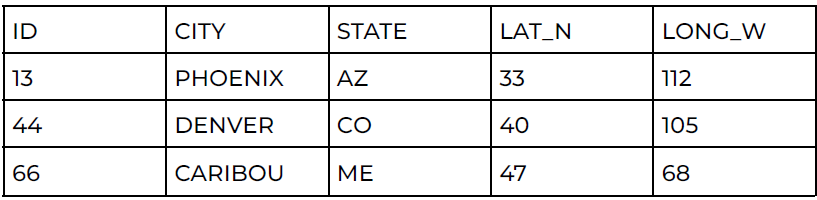 ID CITY STATE LAT_N LONG_W
13 PHOENIX AZ 33 112
44 DENVER CO 40 105
66 CARIBOU ME 47 68